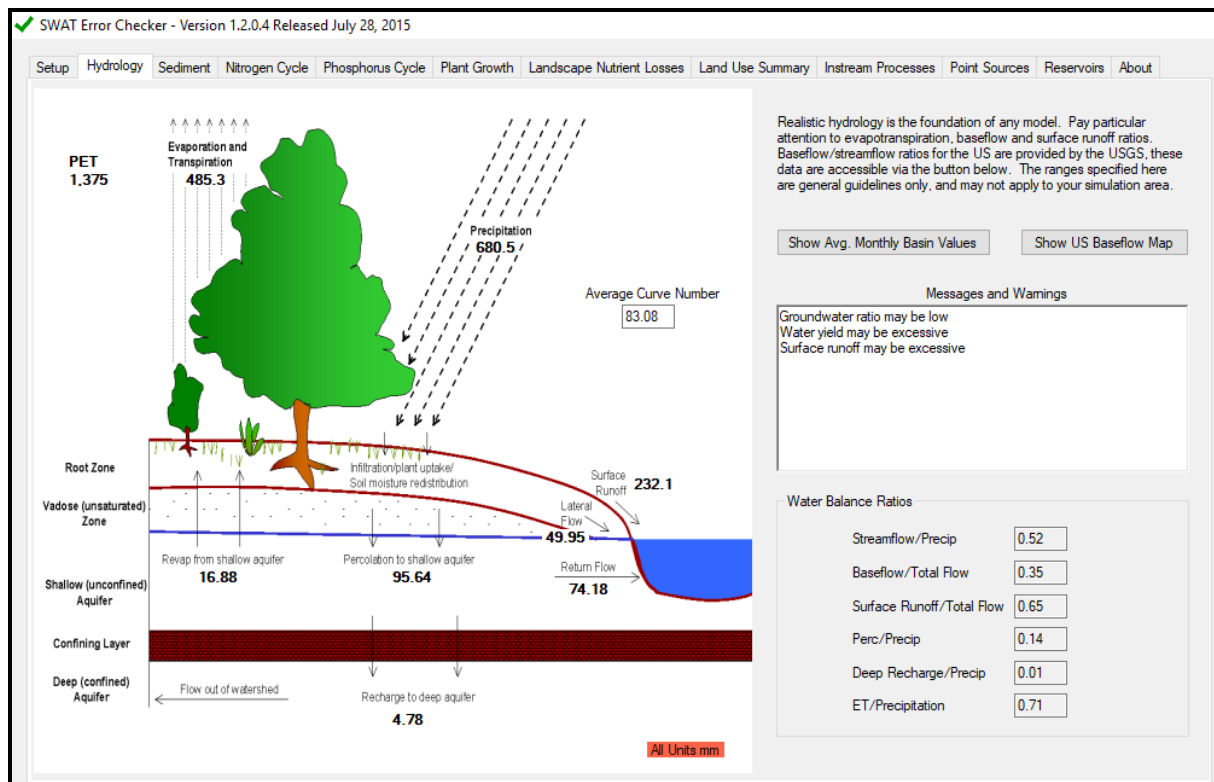 SWAT Error Checker - Version 1.2.0.4 Released July 28, 2015
Setup Hydrology Sediment Nitrogen Cycle Phosphorus Cycle Plant Growth Landscape Nutrient Losses Land Use Summary Instream Processes Point Sources Reservoirs About
PET
1,375
Evaporation and
Transpiration
485.3
Precipitation
680.5
Average Curve Number
83.08
Root Zone
Infiltration/plant uptake/
Soil moisture redistribution
Surface
Runoff 232.1
Vadose (unsaturated)
Zone
Lateral
Flow
49.95
Revap from shallow aquifer
16.88
Percolation to shallow aquifer
95.64
Return Flow
74.18
Shallow (unconfined)
Aquifer
Confining Layer
Deep (confined)
Aquifer
Flow out of watershed
Recharge to deep aquifer
4.78
All Units mm
Realistic hydrology is the foundation of any model. Pay particular
attention to evapotranspiration, baseflow and surface runoff ratios.
Baseflow/streamflow ratios for the US are provided by the USGS, these
data are accessible via the button below. The ranges specified here
are general guidelines only, and may not apply to your simulation area.
Show Avg. Monthly Basin Values Show US Baseflow Map
Messages and Warnings
Groundwater ratio may be low
Water yield may be excessive
Surface runoff may be excessive
Water Balance Ratios
Streamflow/Precip 0.52
Baseflow/Total Flow 0.35
Surface Runoff/Total Flow 0.65
Perc/Precip 0.14
Deep Recharge/Precip 0.01
ET/Precipitation 0.71